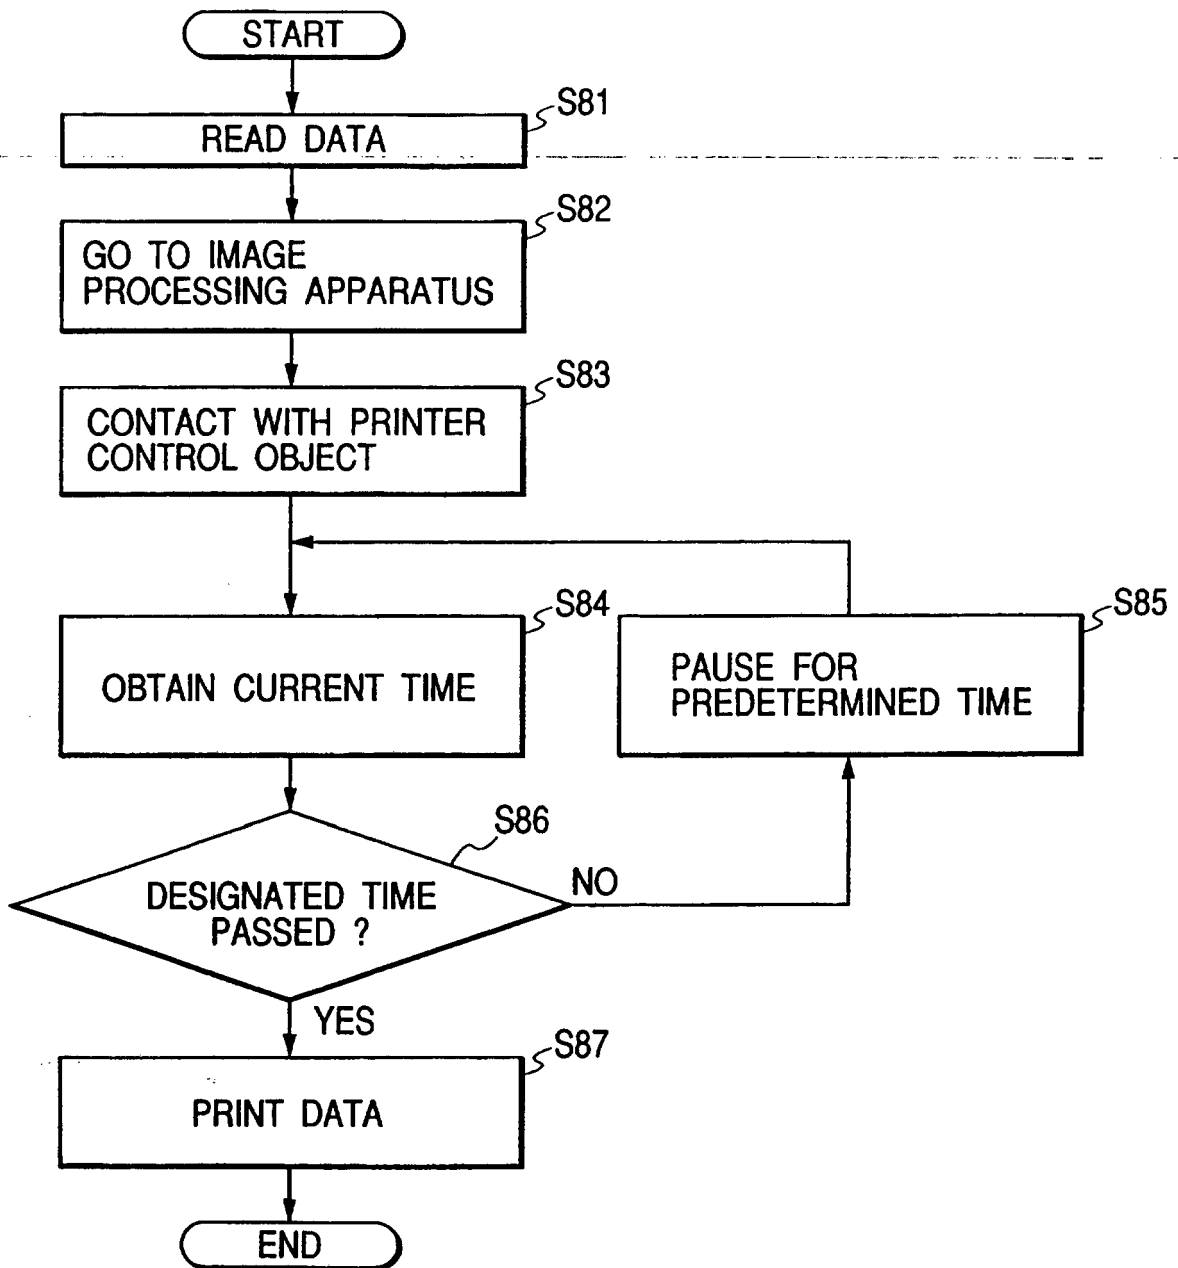 START
S81
READ DATA
S82
GO TO IMAGE
PROCESSING APPARATUS
S83
CONTACT WITH PRINTER
CONTROL OBJECT
S84
OBTAIN CURRENT TIME
S85
PAUSE FOR
PREDETERMINED TIME
S86
DESIGNATED TIME
PASSED ?
NO
YES
S87
PRINT DATA
END